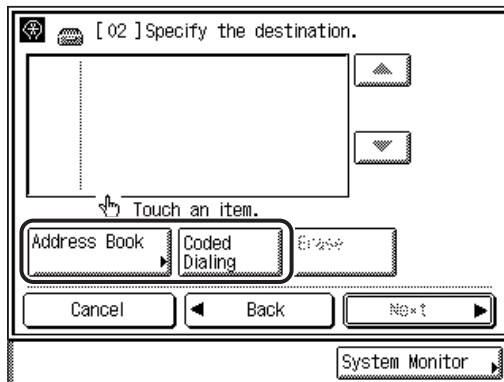 [ 02 ]Specify the destination.
Touch an item.
Address Book
Coded
Dialing
Erase
Cancel
Back
Next
System Monitor